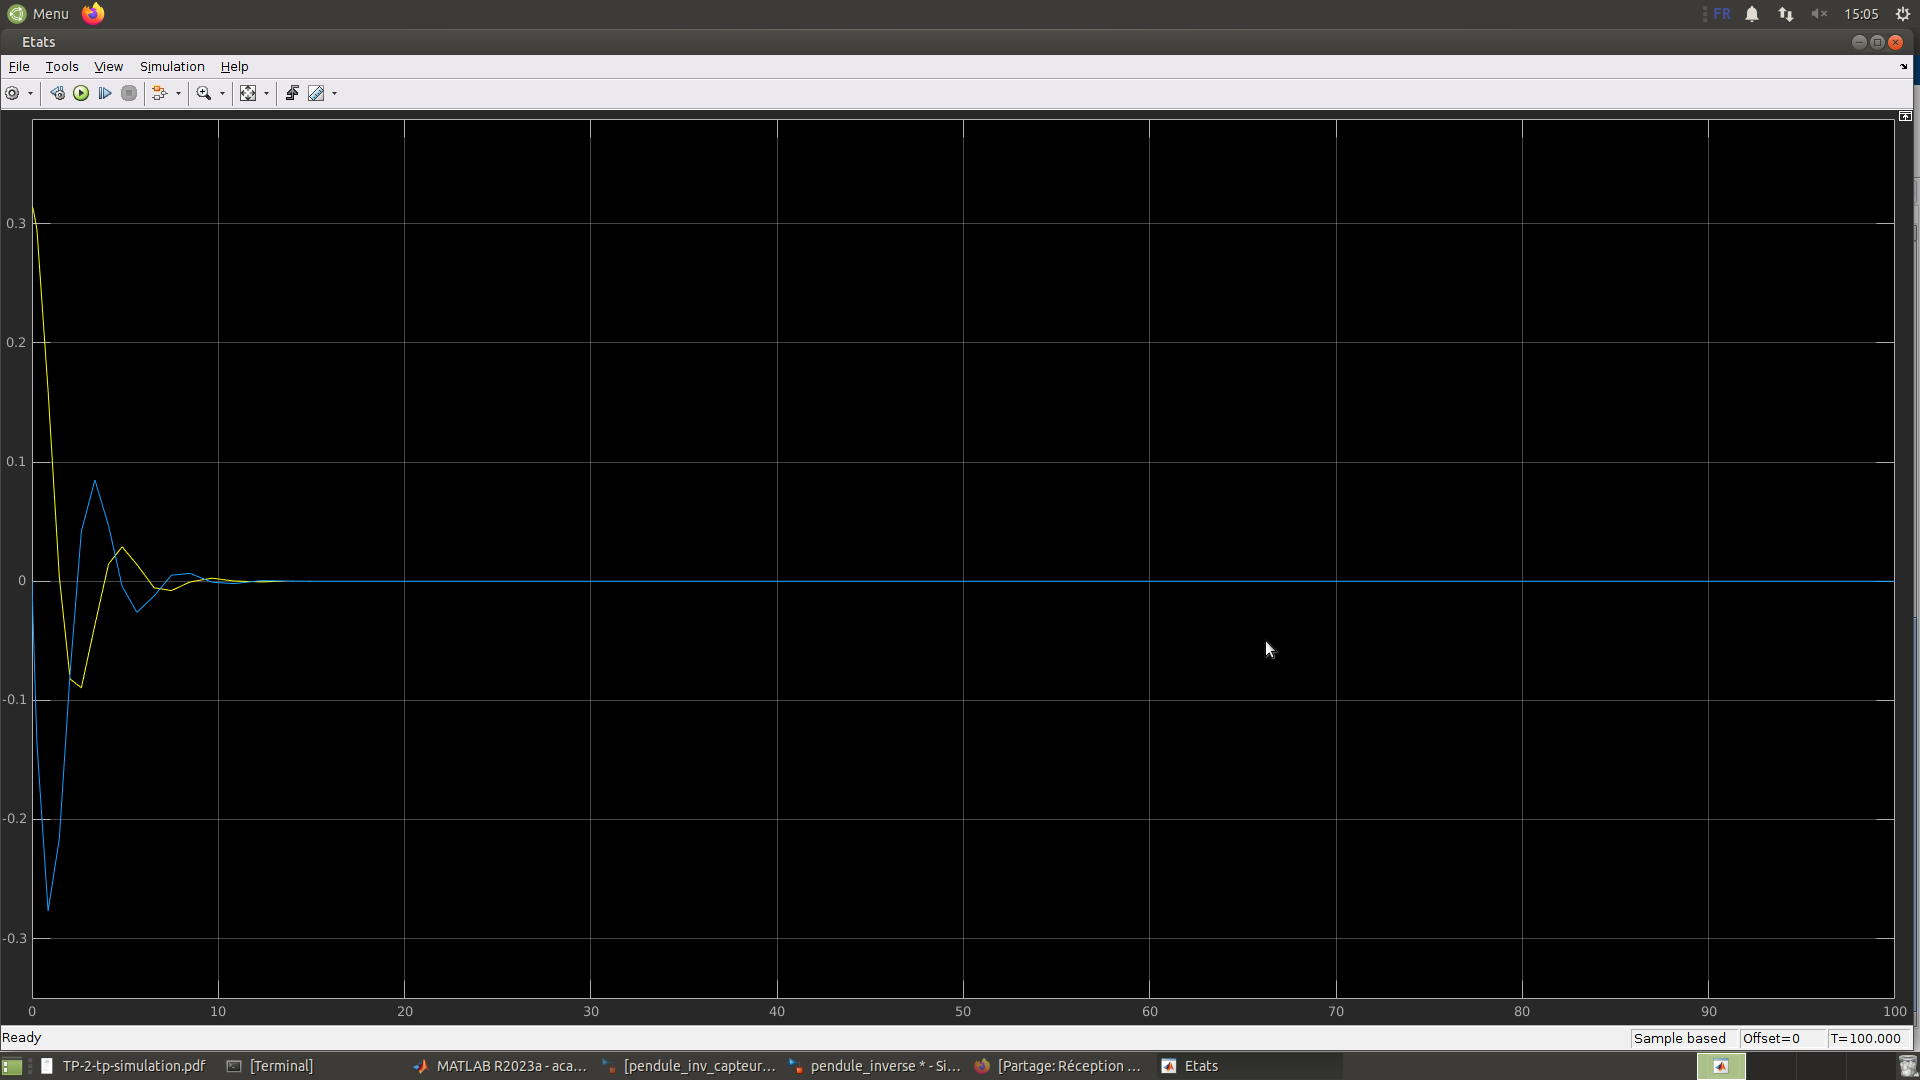 Menu FR 15:05
Etats
File Tools View Simulation Help
0.3
0.2
0.1
0
-0.1
-0.2
-0.3
0 10 20 30 40 50 60 70 80 90 100
Ready Sample based Offset=0 T=100.000
TP-2-tp-simulation.pdf [Terminal] MATLAB R2023a - aca... [pendule_inv_capteur... pendule_inverse * - Si... [Partage: Réception ... Etats